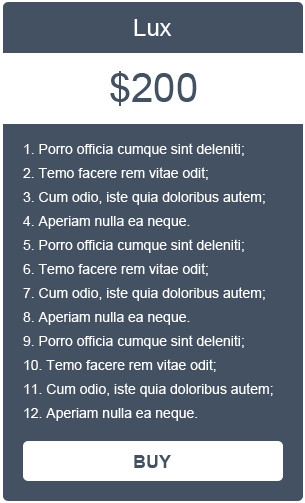 Lux
$200
1. Porro officia cumque sint deleniti;
2. Temo facere rem vitae odit;
3. Cum odio, iste quia doloribus autem;
4. Aperiam nulla ea neque.
5. Porro officia cumque sint deleniti;
6. Temo facere rem vitae odit;
7. Cum odio, iste quia doloribus autem;
8. Aperiam nulla ea neque.
9. Porro officia cumque sint deleniti;
10. Temo facere rem vitae odit;
11. Cum odio, iste quia doloribus autem;
12. Aperiam nulla ea neque.
BUY